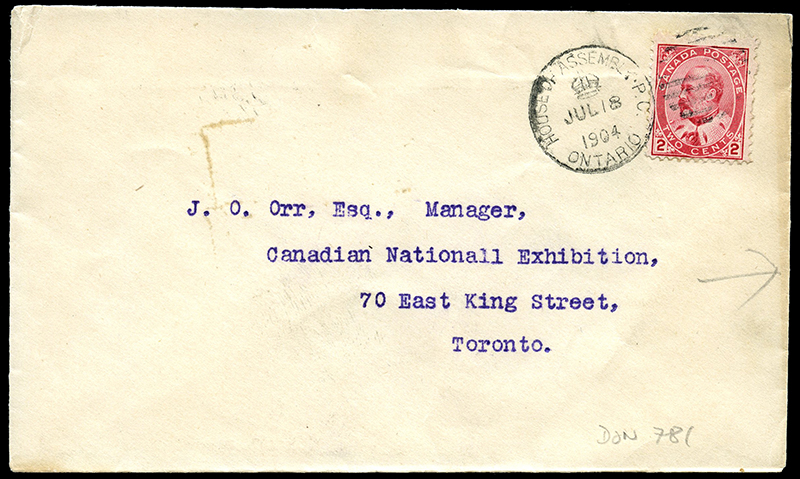 HOUSE OF ASSEMBLY P.O.
JUL 18
1904
ONTARIO
CANADA POSTAGE
2 TWO CENTS 2
J. O. Orr, Esq., Manager,
Canadian Nationall Exhibition,
70 East King Street,
Toronto.
DON 781